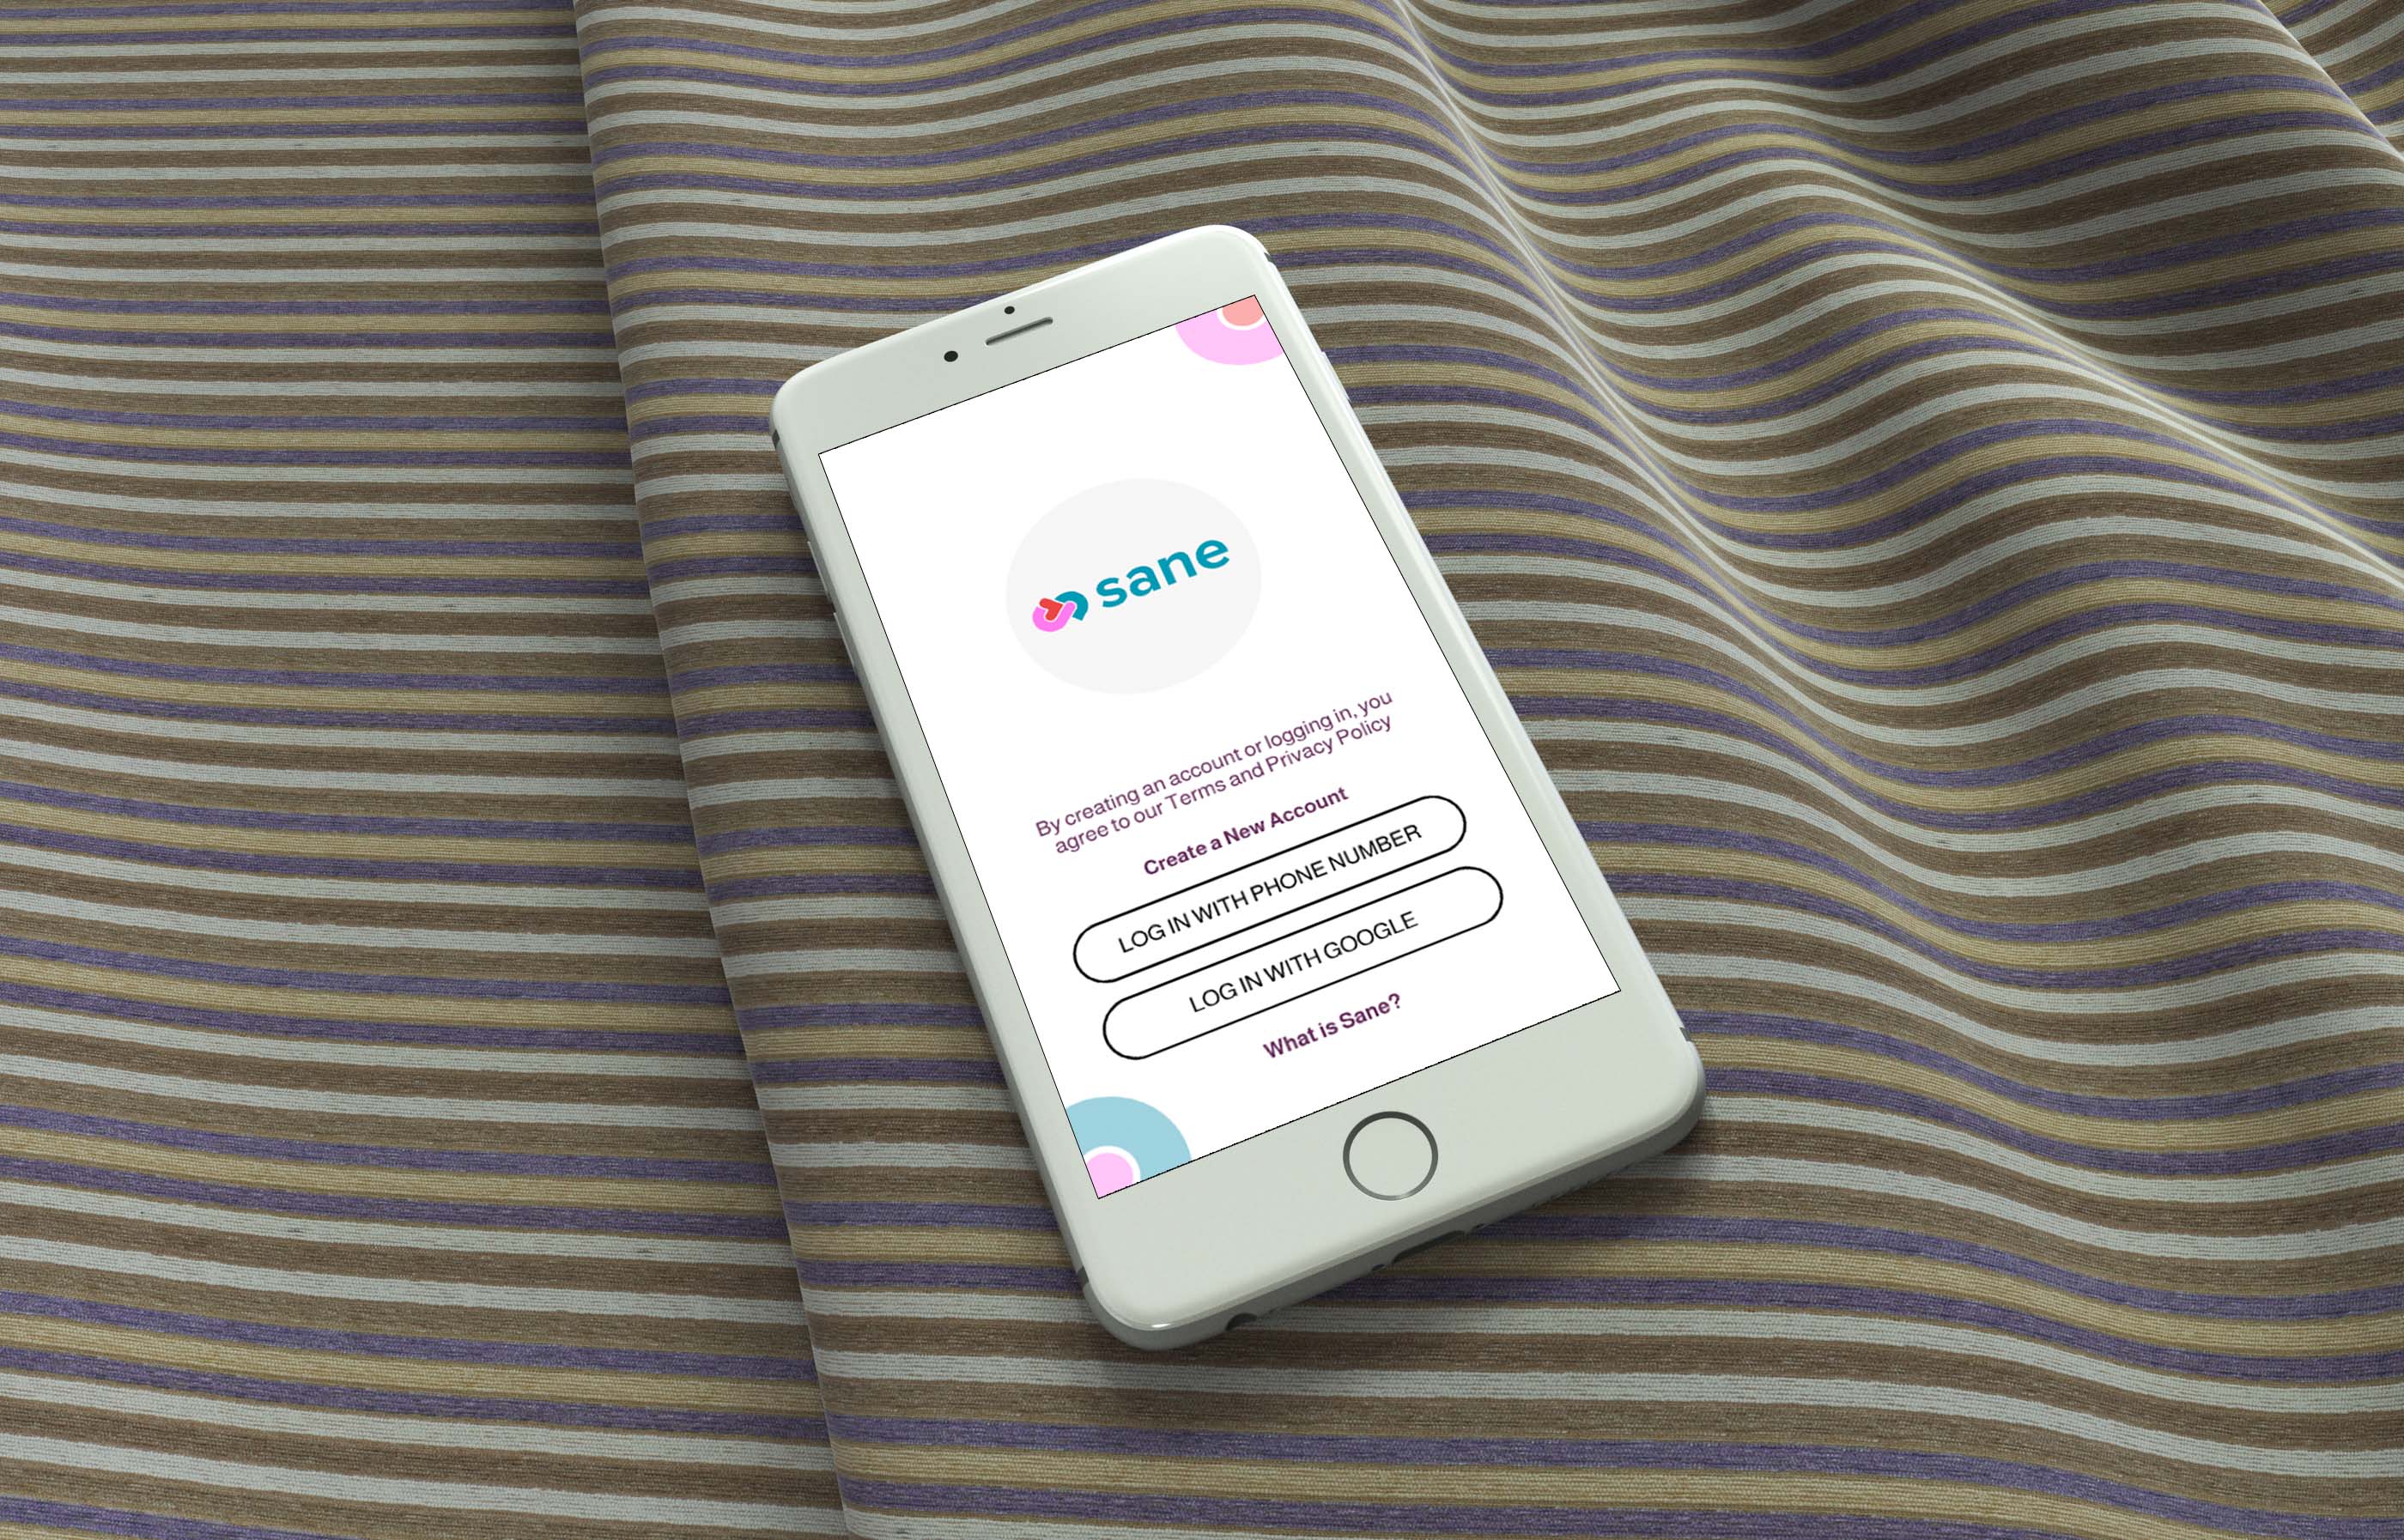 sane
By creating an account or logging in, you
agree to our Terms and Privacy Policy
Create a New Account
LOG IN WITH PHONE NUMBER
LOG IN WITH GOOGLE
What is Sane?